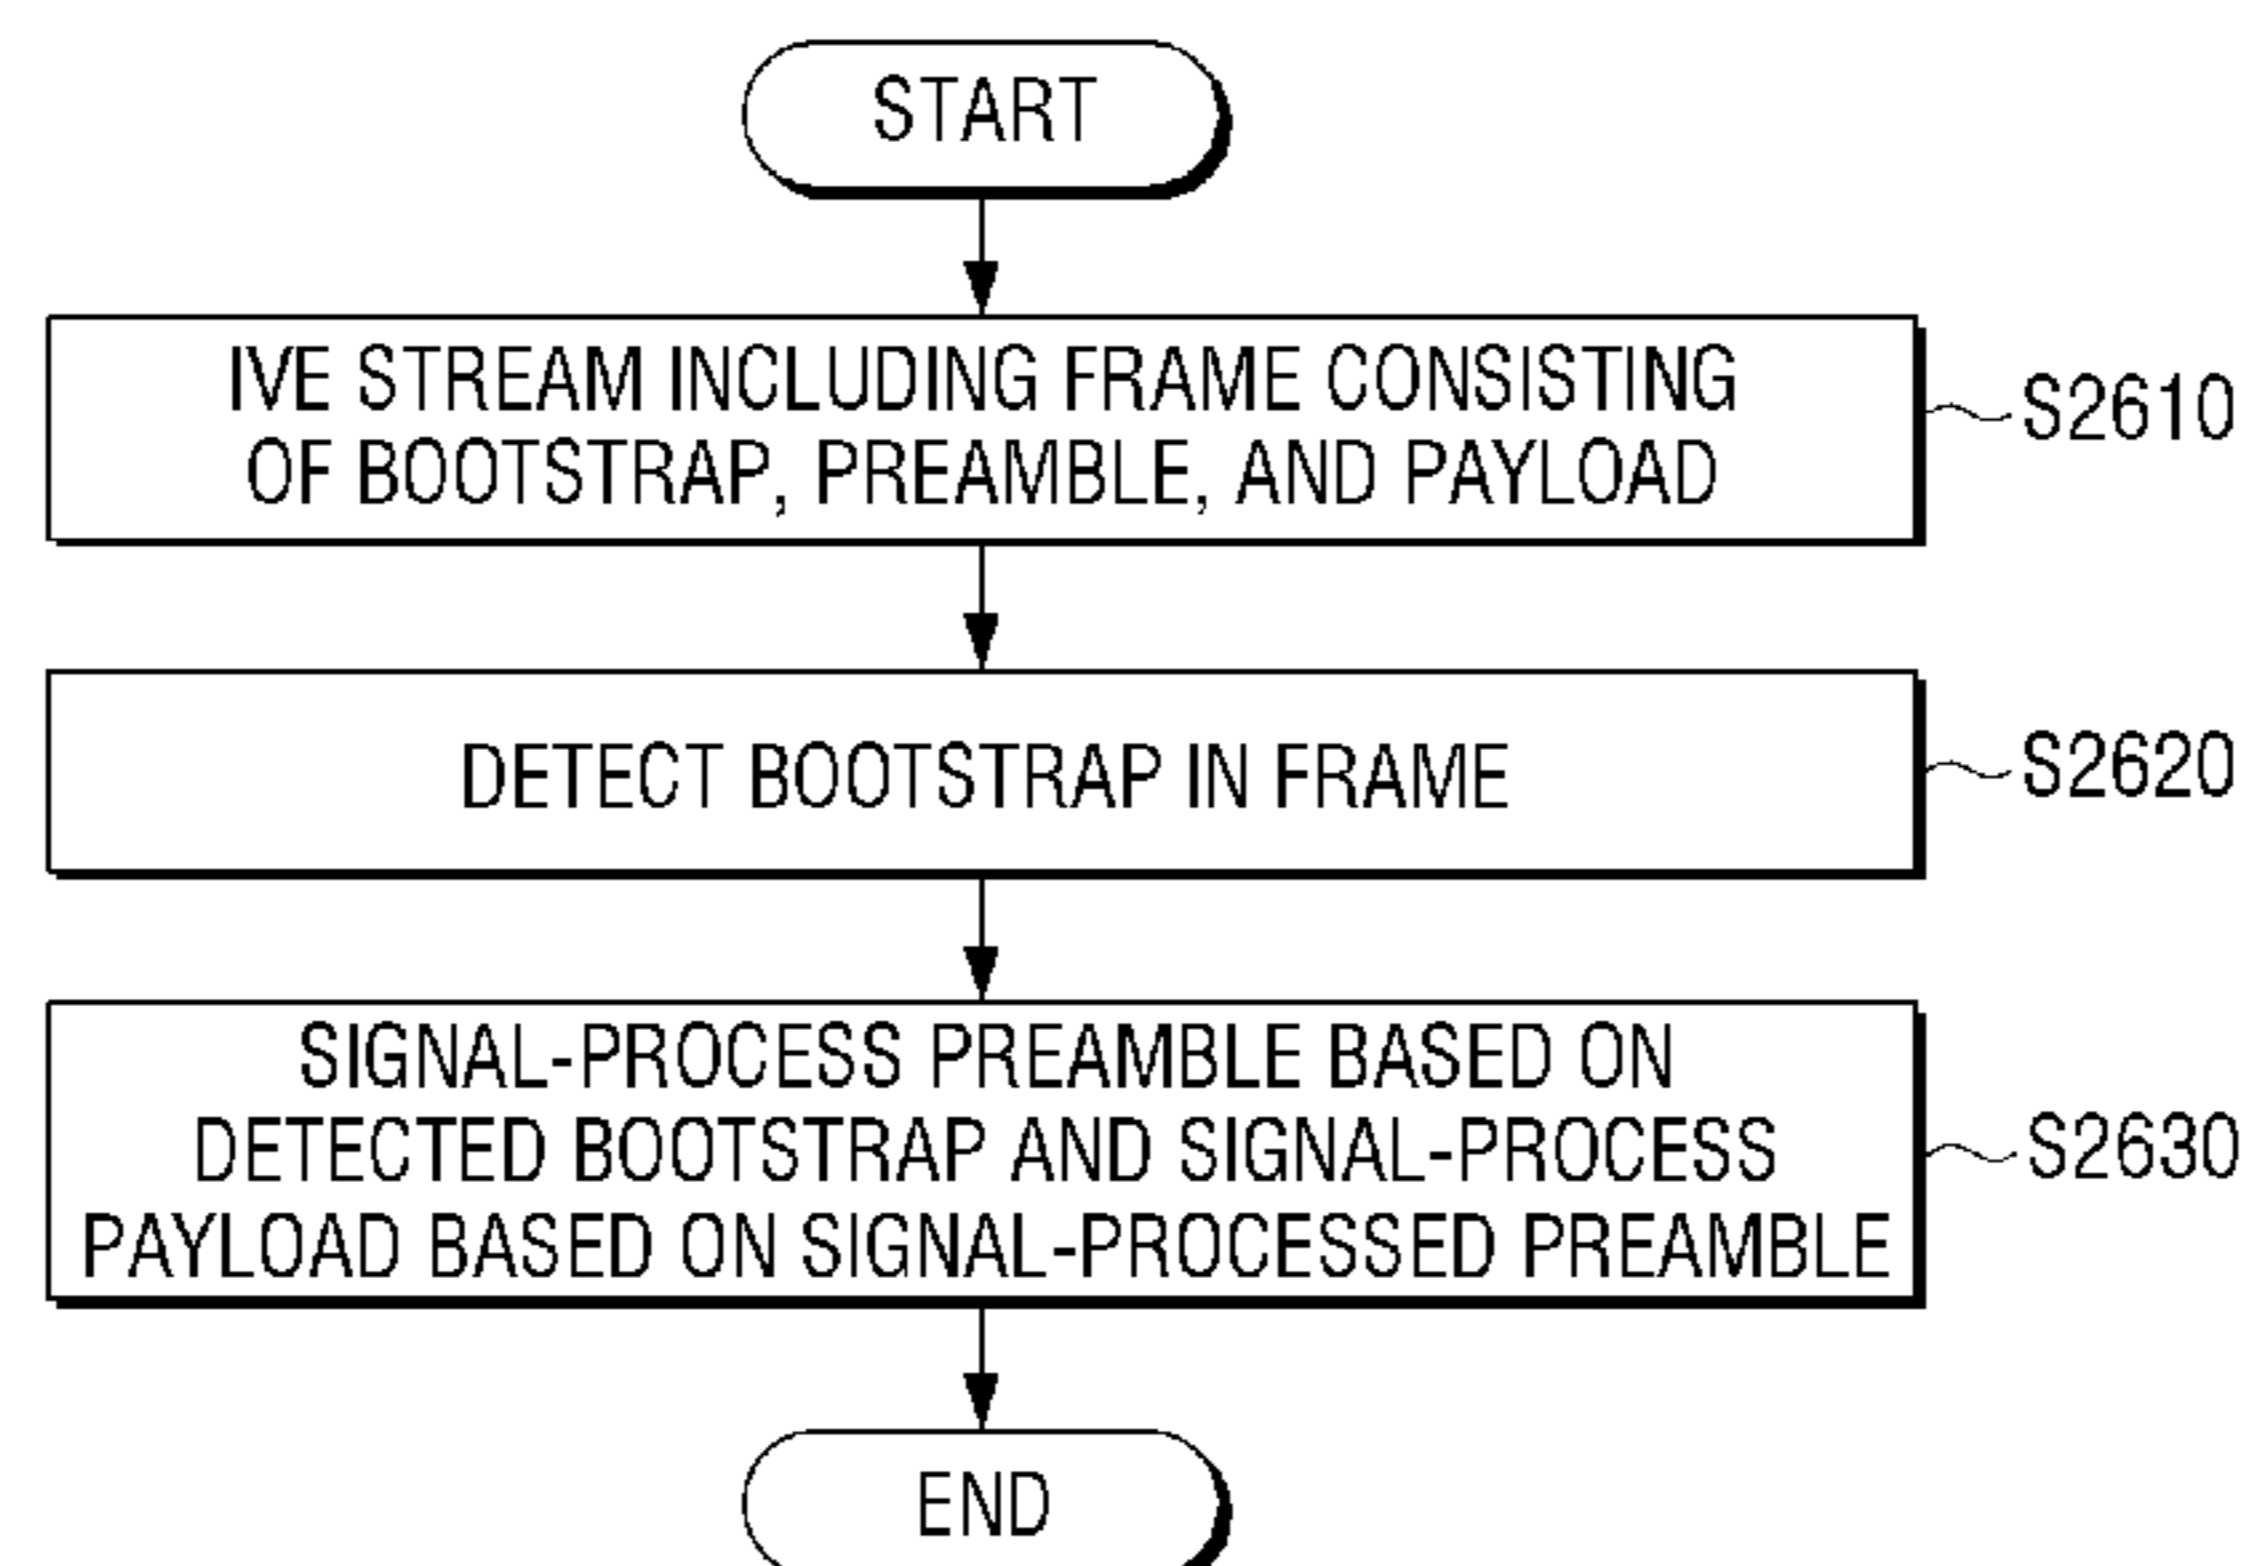 START
IVE STREAM INCLUDING FRAME CONSISTING
OF BOOTSTRAP, PREAMBLE, AND PAYLOAD
S2610
DETECT BOOTSTRAP IN FRAME
S2620
SIGNAL-PROCESS PREAMBLE BASED ON
DETECTED BOOTSTRAP AND SIGNAL-PROCESS
PAYLOAD BASED ON SIGNAL-PROCESSED PREAMBLE
S2630
END